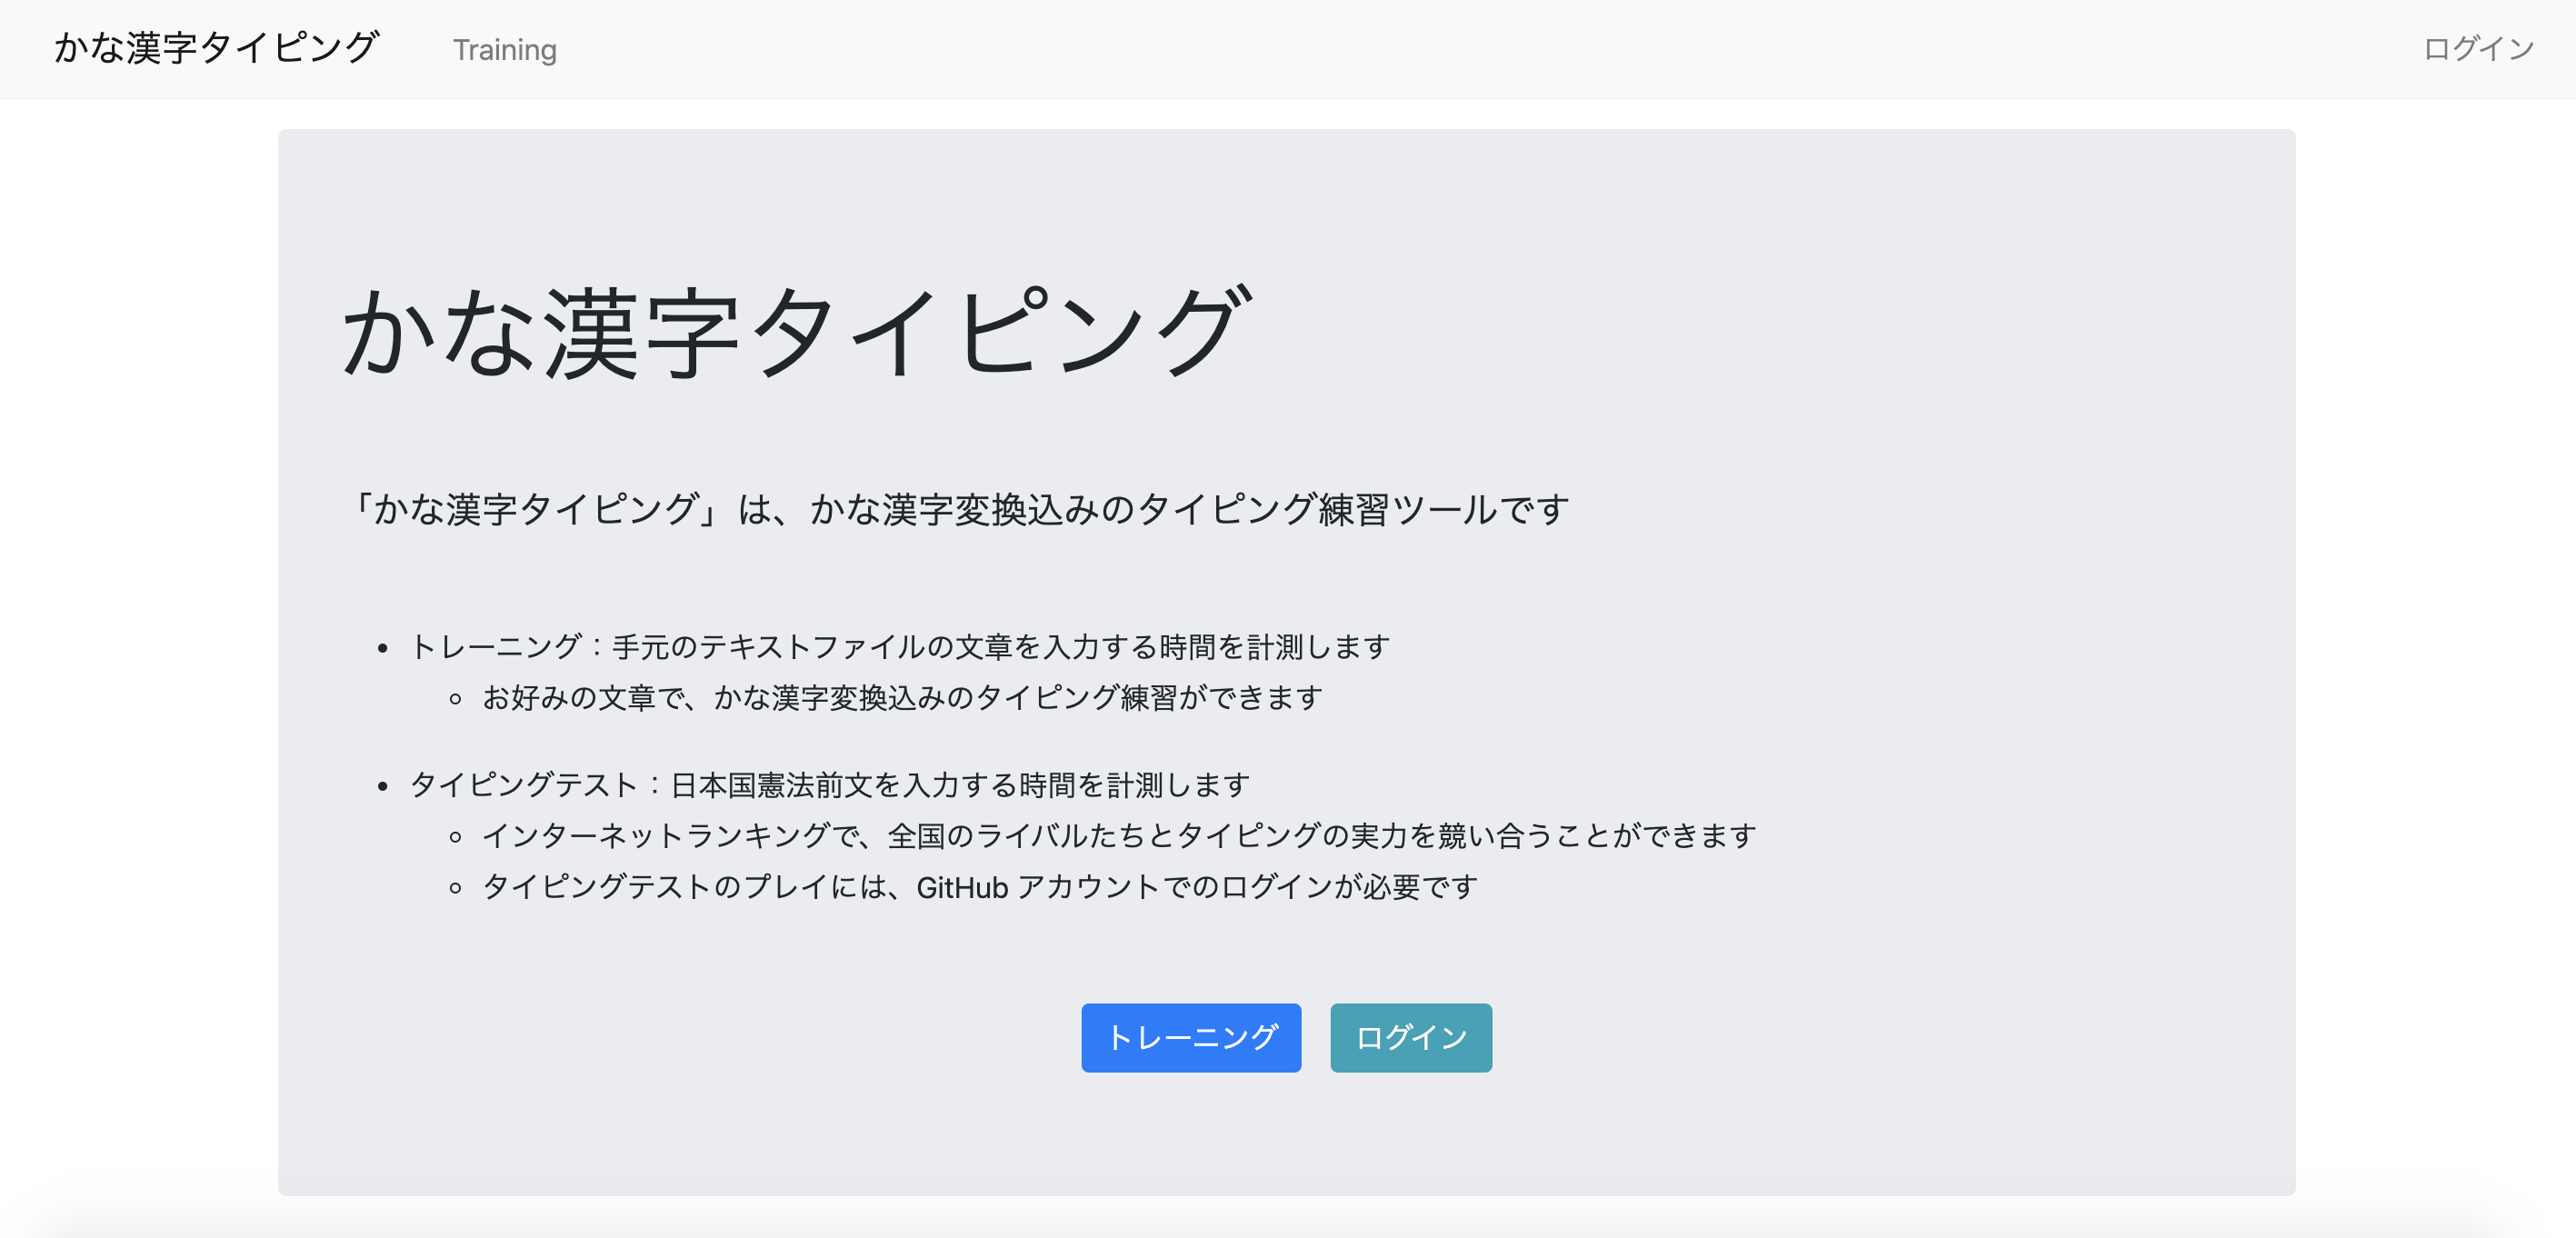 かな漢字タイピング
Training
ログイン
かな漢字タイピング
「かな漢字タイピング」は、かな漢字変換込みのタイピング練習ツールです
トレーニング：手元のテキストファイルの文章を入力する時間を計測します
お好みの文章で、かな漢字変換込みのタイピング練習ができます
タイピングテスト：日本国憲法前文を入力する時間を計測します
インターネットランキングで、全国のライバルたちとタイピングの実力を競い合うことができます
タイピングテストのプレイには、GitHub アカウントでのログインが必要です
トレーニング
ログイン